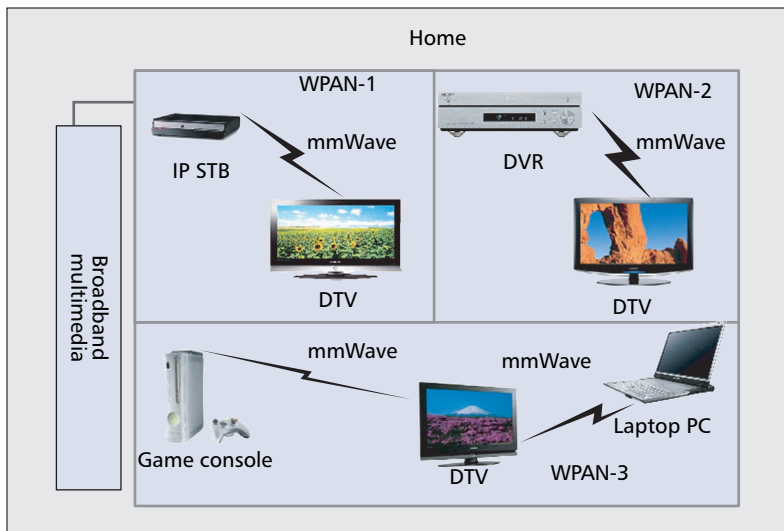 Home
WPAN-1
mmWave
IP STB
DTV
WPAN-2
DVR
mmWave
DTV
Broadband
multimedia
mmWave
mmWave
Game console
DTV
Laptop PC
WPAN-3